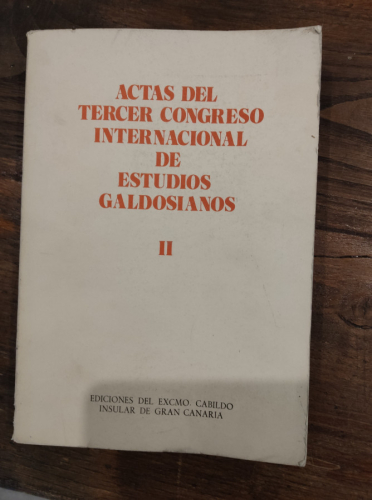 ACTAS DEL
TERCER CONGRESO
INTERNACIONAL
DE
ESTUDIOS
GALDOSIANOS
II
EDICIONES DEL EXCMO. CABILDO
INSULAR DE GRAN CANARIA